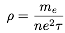 ρ = m_e / ne²τ